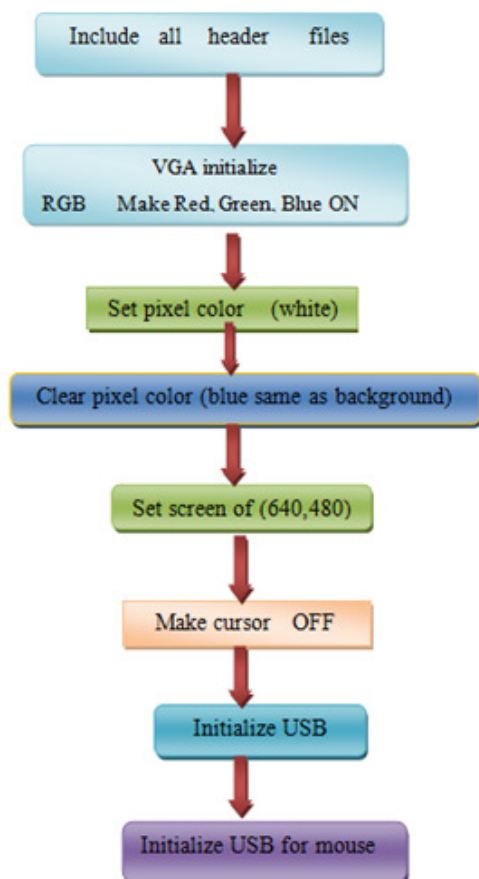 Include all header files
VGA initialize
RGB Make Red, Green, Blue ON
Set pixel color (white)
Clear pixel color (blue same as background)
Set screen of (640,480)
Make cursor OFF
Initialize USB
Initialize USB for mouse